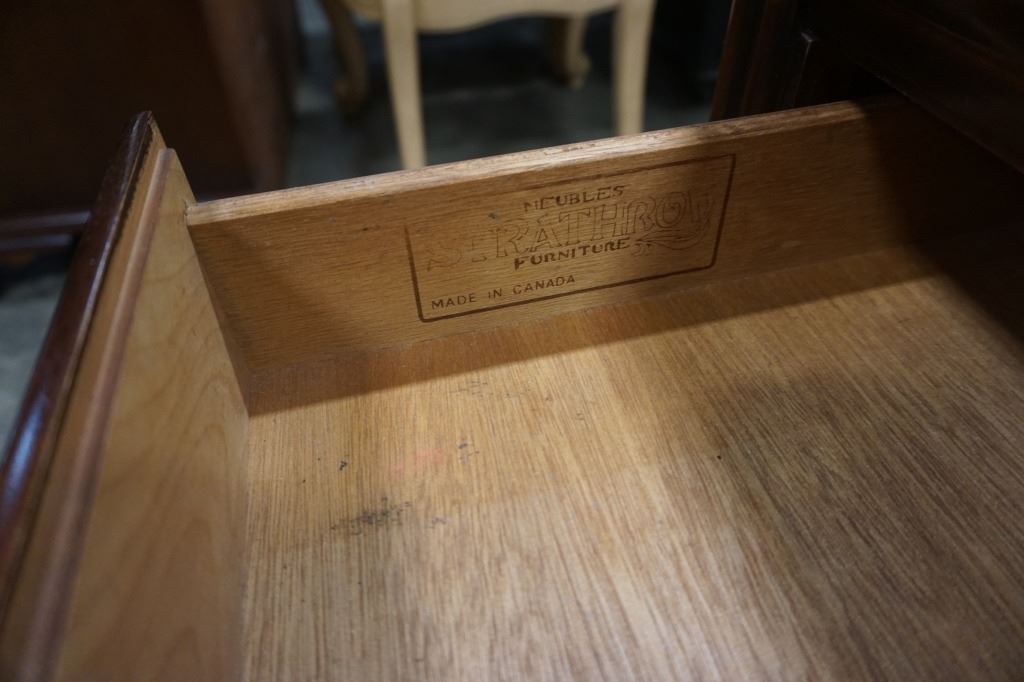 MEUBLES
STRATHROY
FURNITURE
MADE IN CANADA